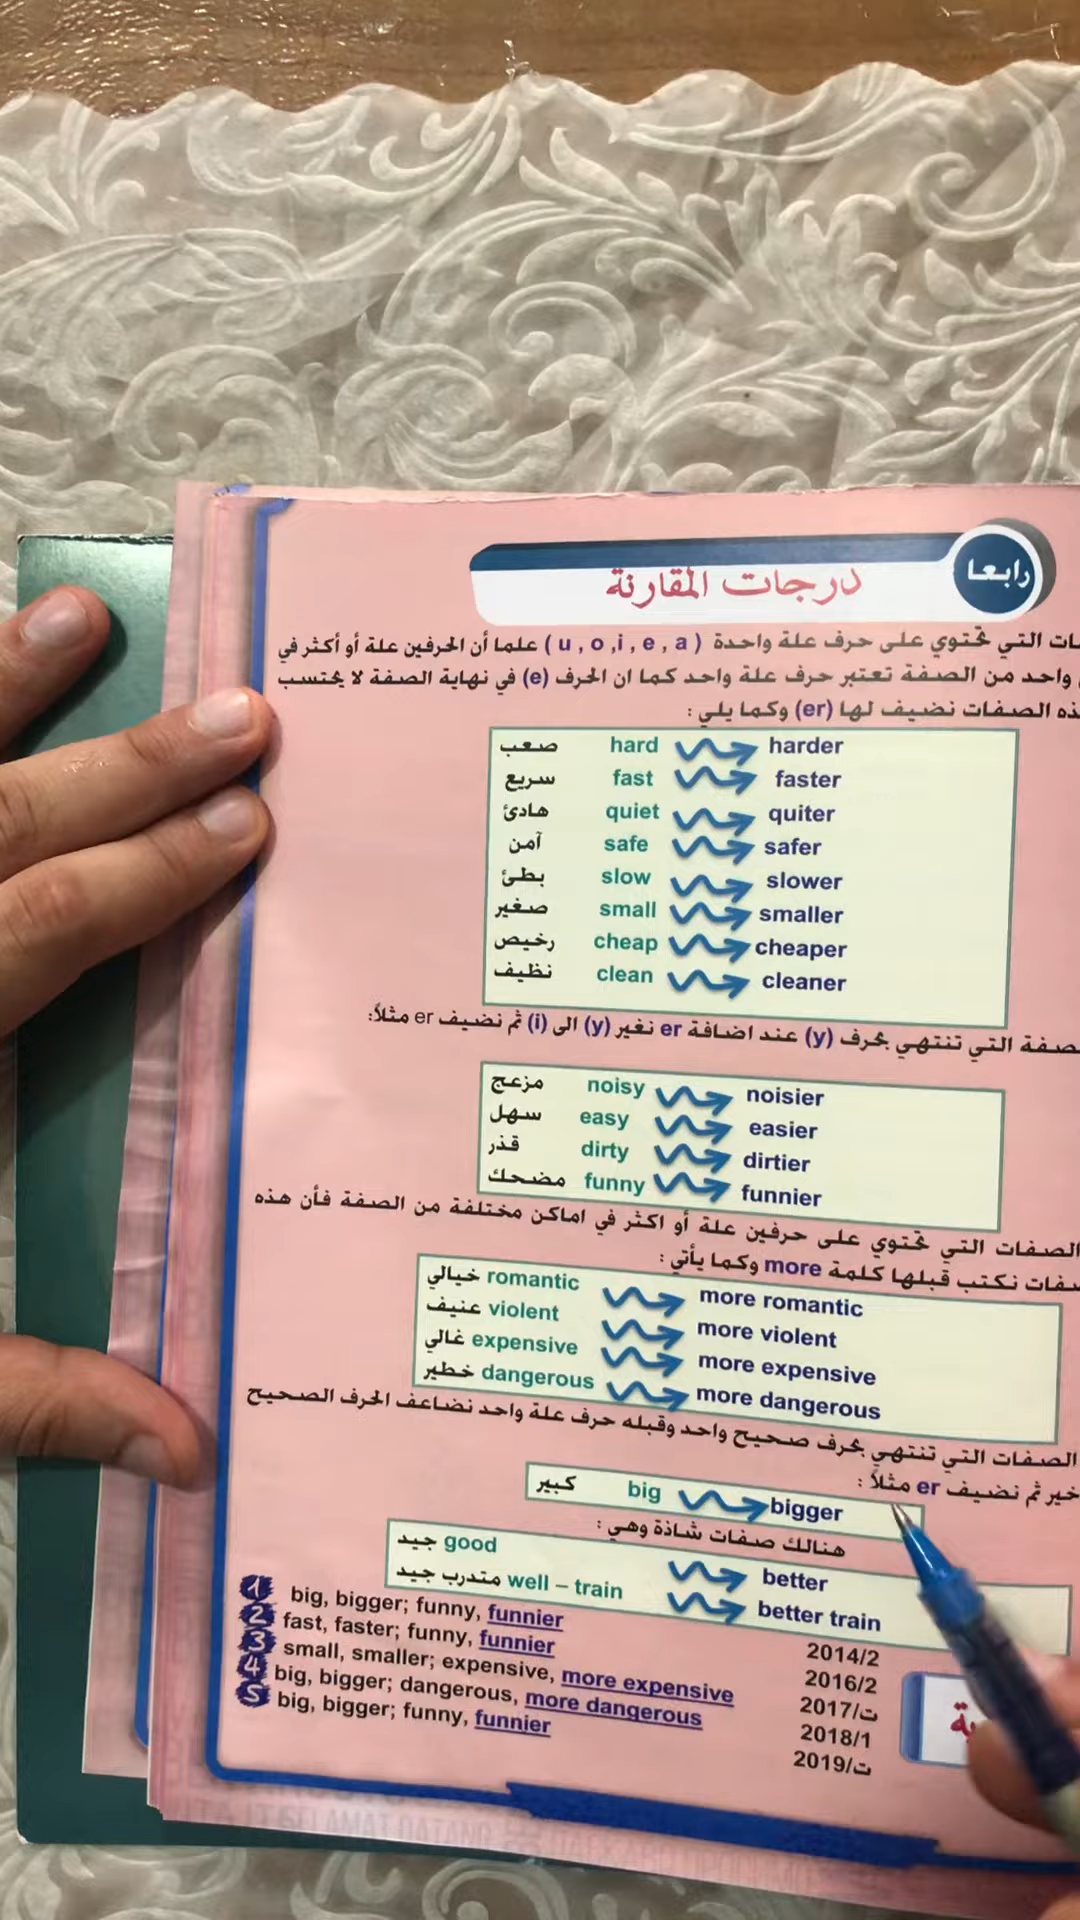 رابعا
درجات المقارنة
التي تحتوي على حرف علة واحدة ( u , o ,i , e , a ) علما أن الحرفين علة أو أكثر في
واحد من الصفة تعتبر حرف علة واحد كما ان الحرف (e) في نهاية الصفة لا يحتسب
الصفات نضيف لها (er) وكما يلي :
صعب hard harder
سريع fast faster
هادئ quiet quiter
آمن safe safer
بطئ slow slower
صغير small smaller
رخيص cheap cheaper
نظيف clean cleaner
التي تنتهي بحرف (y) عند اضافة er نغير (y) الى (i) ثم نضيف er مثلاً:
مزعج noisy noisier
سهل easy easier
قذر dirty dirtier
مضحك funny funnier
الصفات التي تحتوي على حرفين علة أو اكثر في اماكن مختلفة من الصفة فأن هذه
نكتب قبلها كلمة more وكما يأتي :
خيالي romantic more romantic
عنيف violent more violent
غالي expensive more expensive
خطير dangerous more dangerous
الصفات التي تنتهي بحرف صحيح واحد وقبله حرف علة واحد نضاعف الحرف الصحيح
ثم نضيف er مثلاً :
كبير big bigger
هنالك صفات شاذة وهي :
جيد good better
متدرب جيد well – train better train
1 big, bigger; funny, funnier 2014/2
2 fast, faster; funny, funnier 2016/2
3 small, smaller; expensive, more expensive 2017/ت
4 big, bigger; dangerous, more dangerous 2018/1
5 big, bigger; funny, funnier 2019/ت